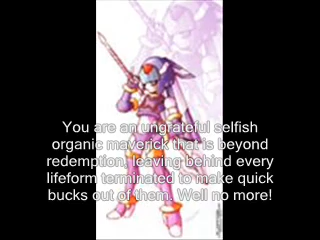 You are an ungrateful selfish
organic maverick that is beyond
redemption, leaving behind every
lifeform terminated to make quick
bucks out of them. Well no more!